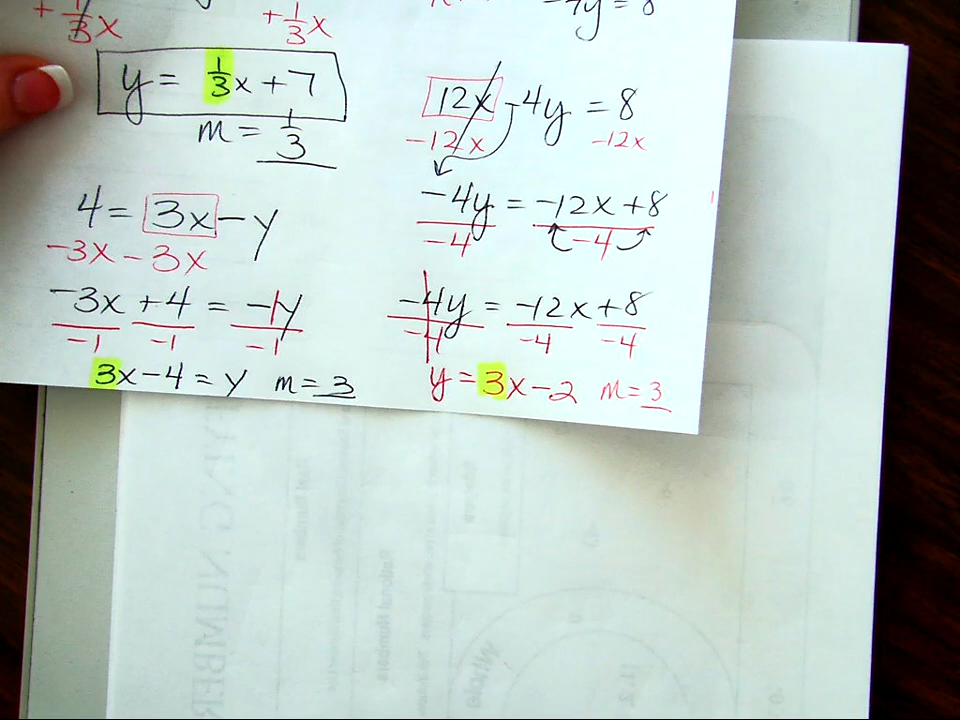 +1/3x +1/3x
-4y = 8
y = 1/3x + 7
m = 1/3
4 = 3x - y
-3x - 3x
-3x + 4 = -1y
-1 -1 -1
3x - 4 = y m = 3
12x - 4y = 8
-12x -12x
-4y = -12x + 8
-4 -4
-4y = -12x + 8
-4 -4 -4
y = 3x - 2 m = 3